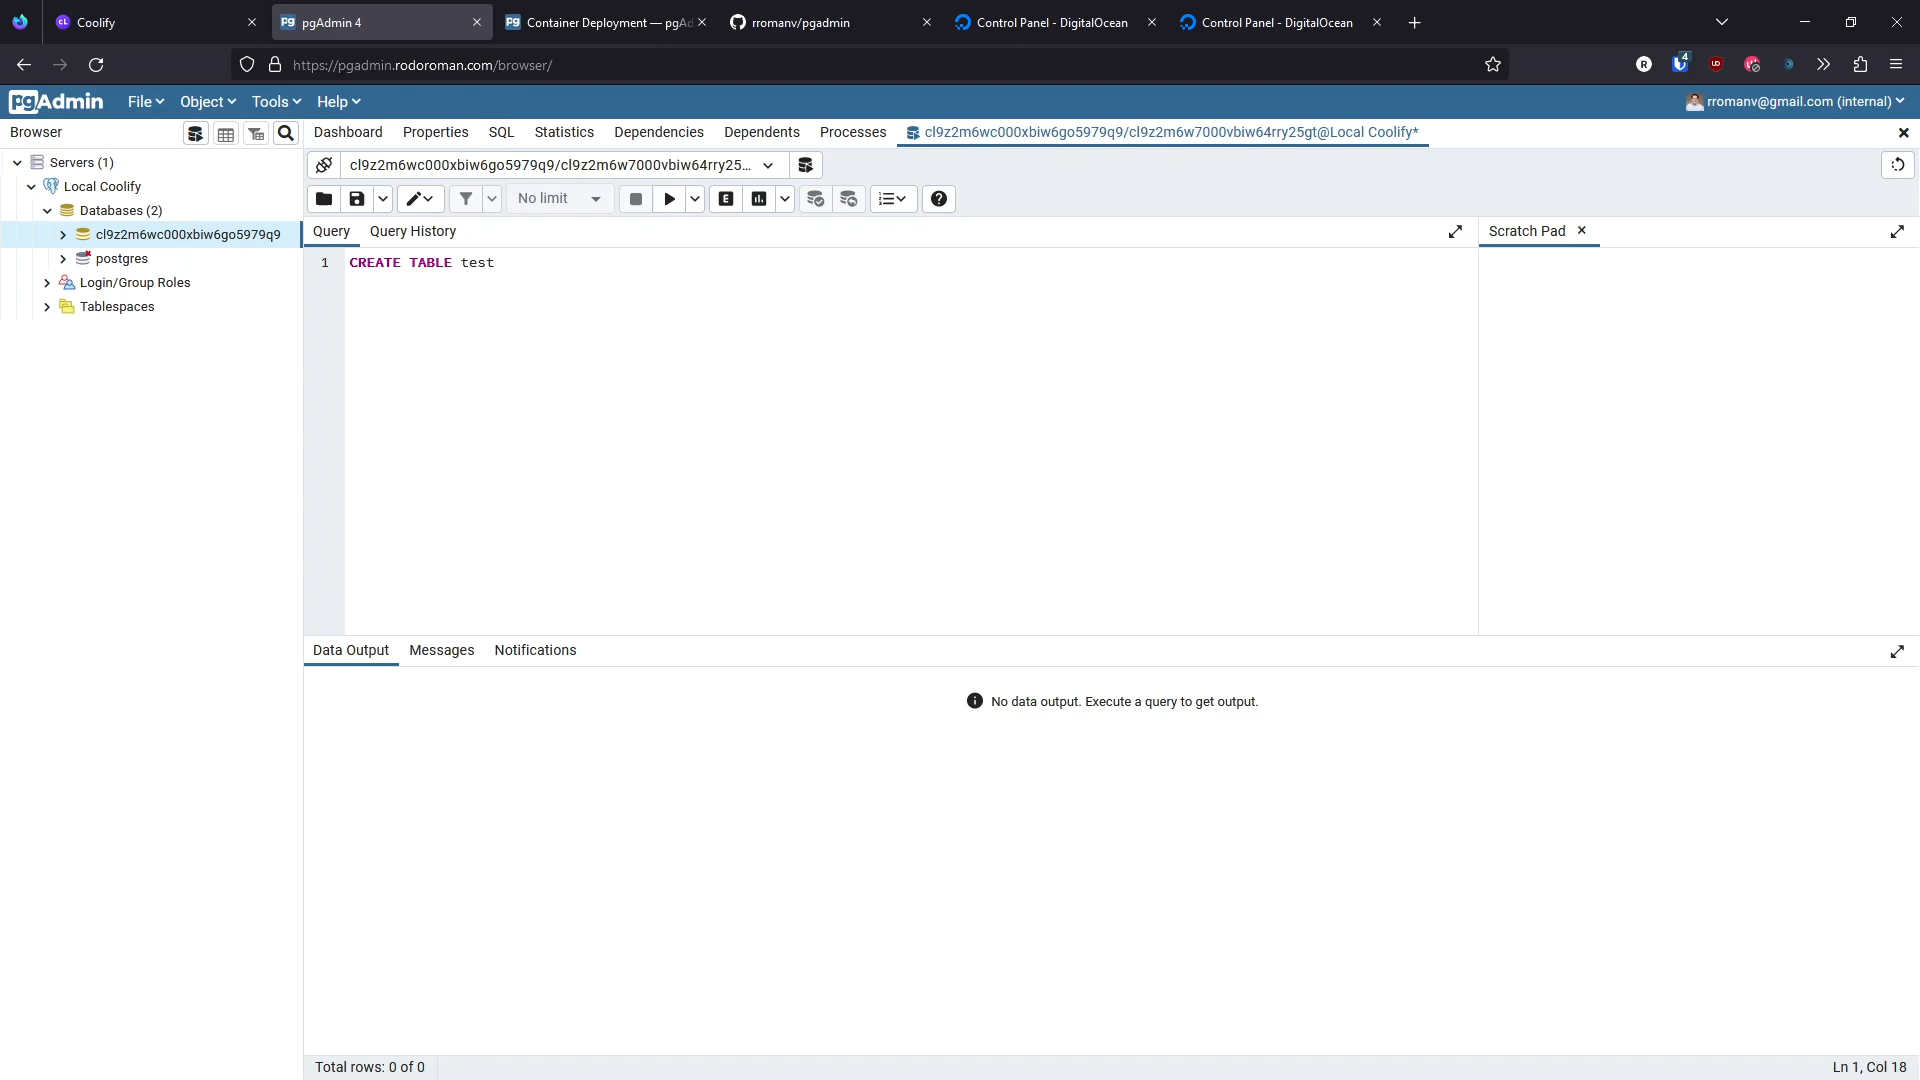 Coolify
pgAdmin 4
Container Deployment — pgAd
rromanv/pgadmin
Control Panel - DigitalOcean
Control Panel - DigitalOcean
https://pgadmin.rodoroman.com/browser/
R
4
pgAdmin
File
Object
Tools
Help
rromanv@gmail.com (internal)
Browser
Dashboard
Properties
SQL
Statistics
Dependencies
Dependents
Processes
cl9z2m6wc000xbiw6go5979q9/cl9z2m6w7000vbiw64rry25gt@Local Coolify*
Servers (1)
cl9z2m6wc000xbiw6go5979q9/cl9z2m6w7000vbiw64rry25...
Local Coolify
No limit
E
Databases (2)
cl9z2m6wc000xbiw6go5979q9
Query
Query History
Scratch Pad
postgres
1
CREATE TABLE test
Login/Group Roles
Tablespaces
Data Output
Messages
Notifications
No data output. Execute a query to get output.
Total rows: 0 of 0
Ln 1, Col 18